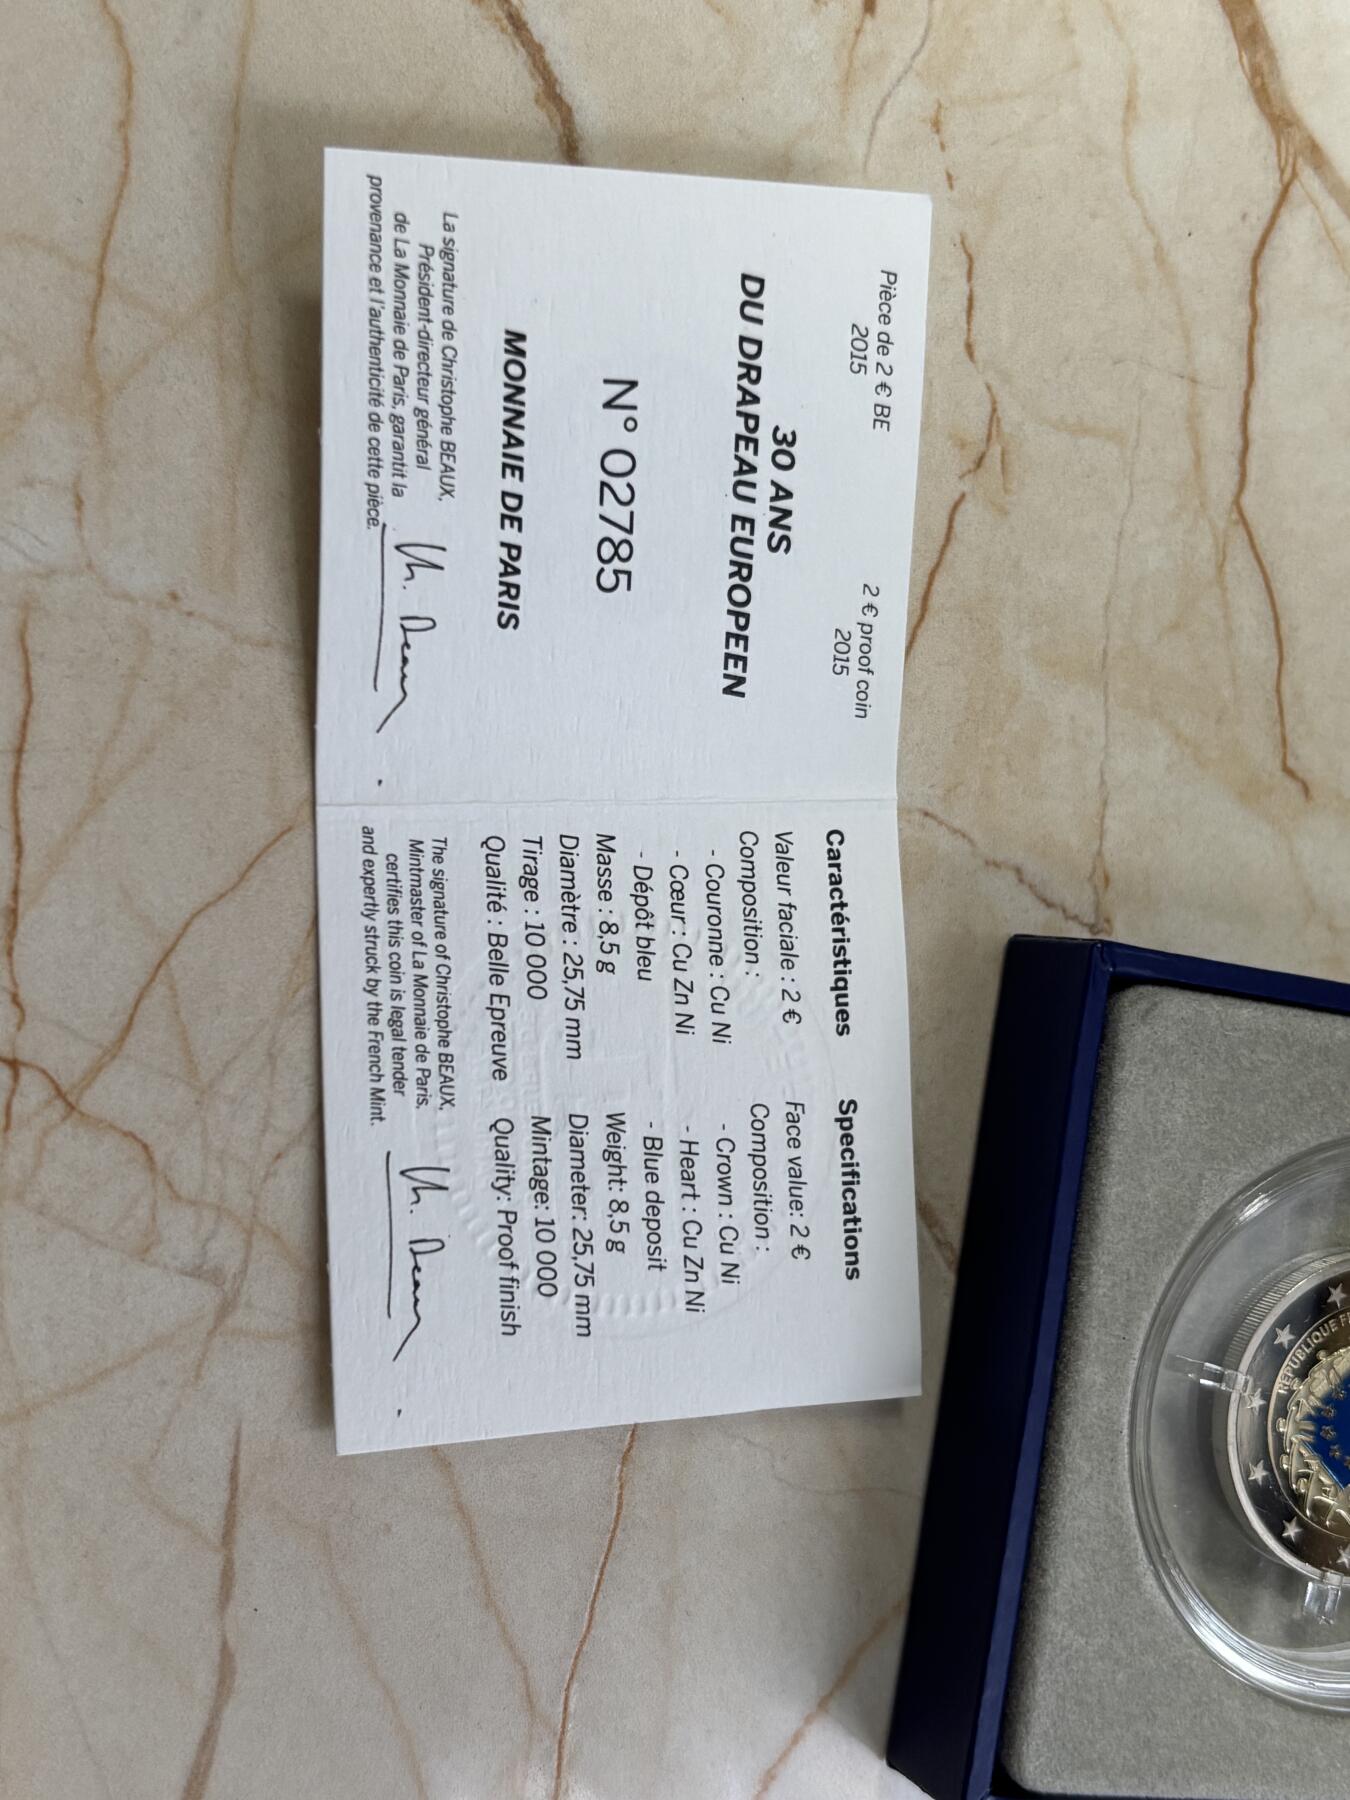 Pièce de 2 € BE
2015
2 € proof coin
2015
30 ANS
DU DRAPEAU EUROPEEN
N° 02785
MONNAIE DE PARIS
La signature de Christophe BEAUX,
Président-directeur général
de La Monnaie de Paris, garantit la
provenance et l'authenticité de cette pièce.
Caractéristiques
Valeur faciale : 2 €
Composition :
- Couronne : Cu Ni
- Cœur : Cu Zn Ni
- Dépôt bleu
Masse : 8,5 g
Diamètre : 25,75 mm
Tirage : 10 000
Qualité : Belle Epreuve
Specifications
Face value: 2 €
Composition :
- Crown : Cu Ni
- Heart : Cu Zn Ni
- Blue deposit
Weight: 8,5 g
Diameter: 25,75 mm
Mintage: 10 000
Quality: Proof finish
The signature of Christophe BEAUX,
Mintmaster of La Monnaie de Paris,
certifies this coin is legal tender
and expertly struck by the French Mint.
REPUBLIQUE F